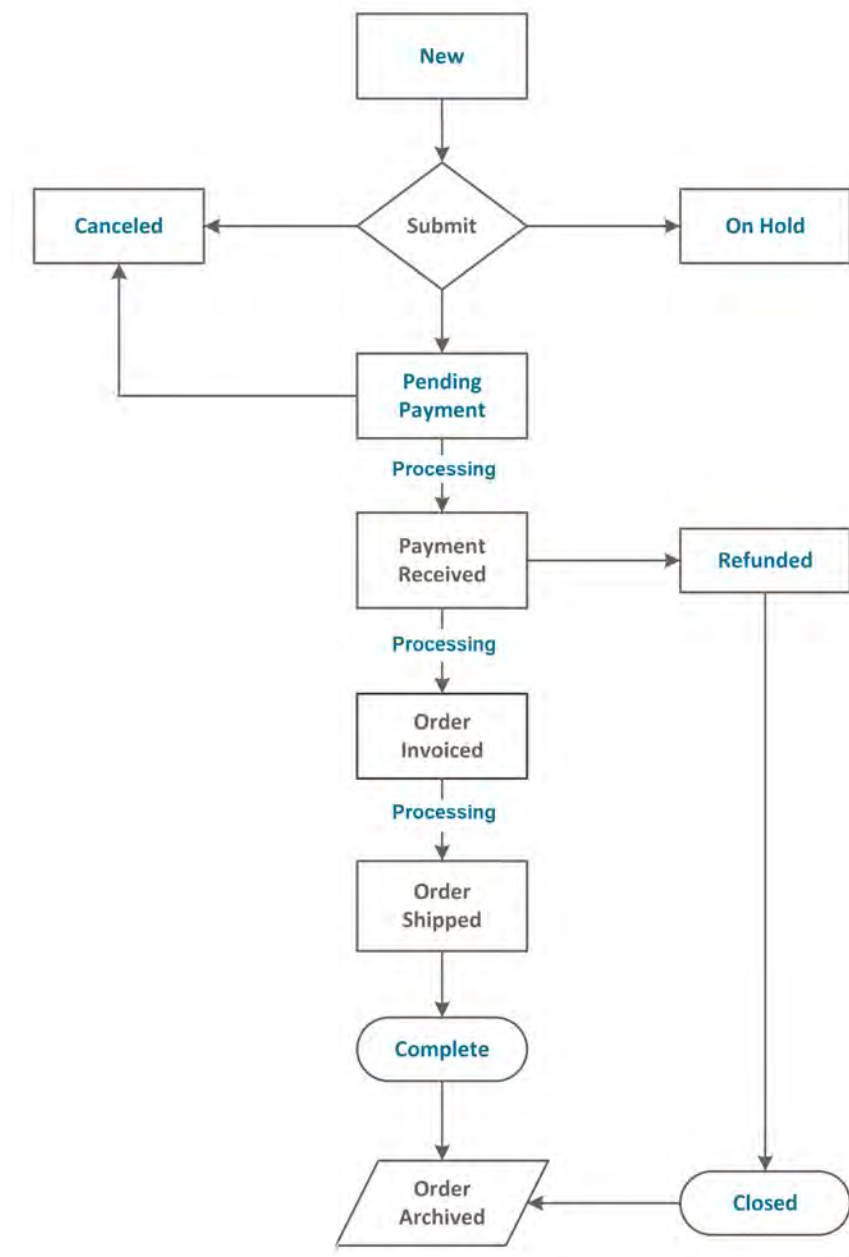 New
Canceled
Submit
On Hold
Pending
Payment
Processing
Payment
Received
Refunded
Processing
Order
Invoiced
Processing
Order
Shipped
Complete
Order
Archived
Closed